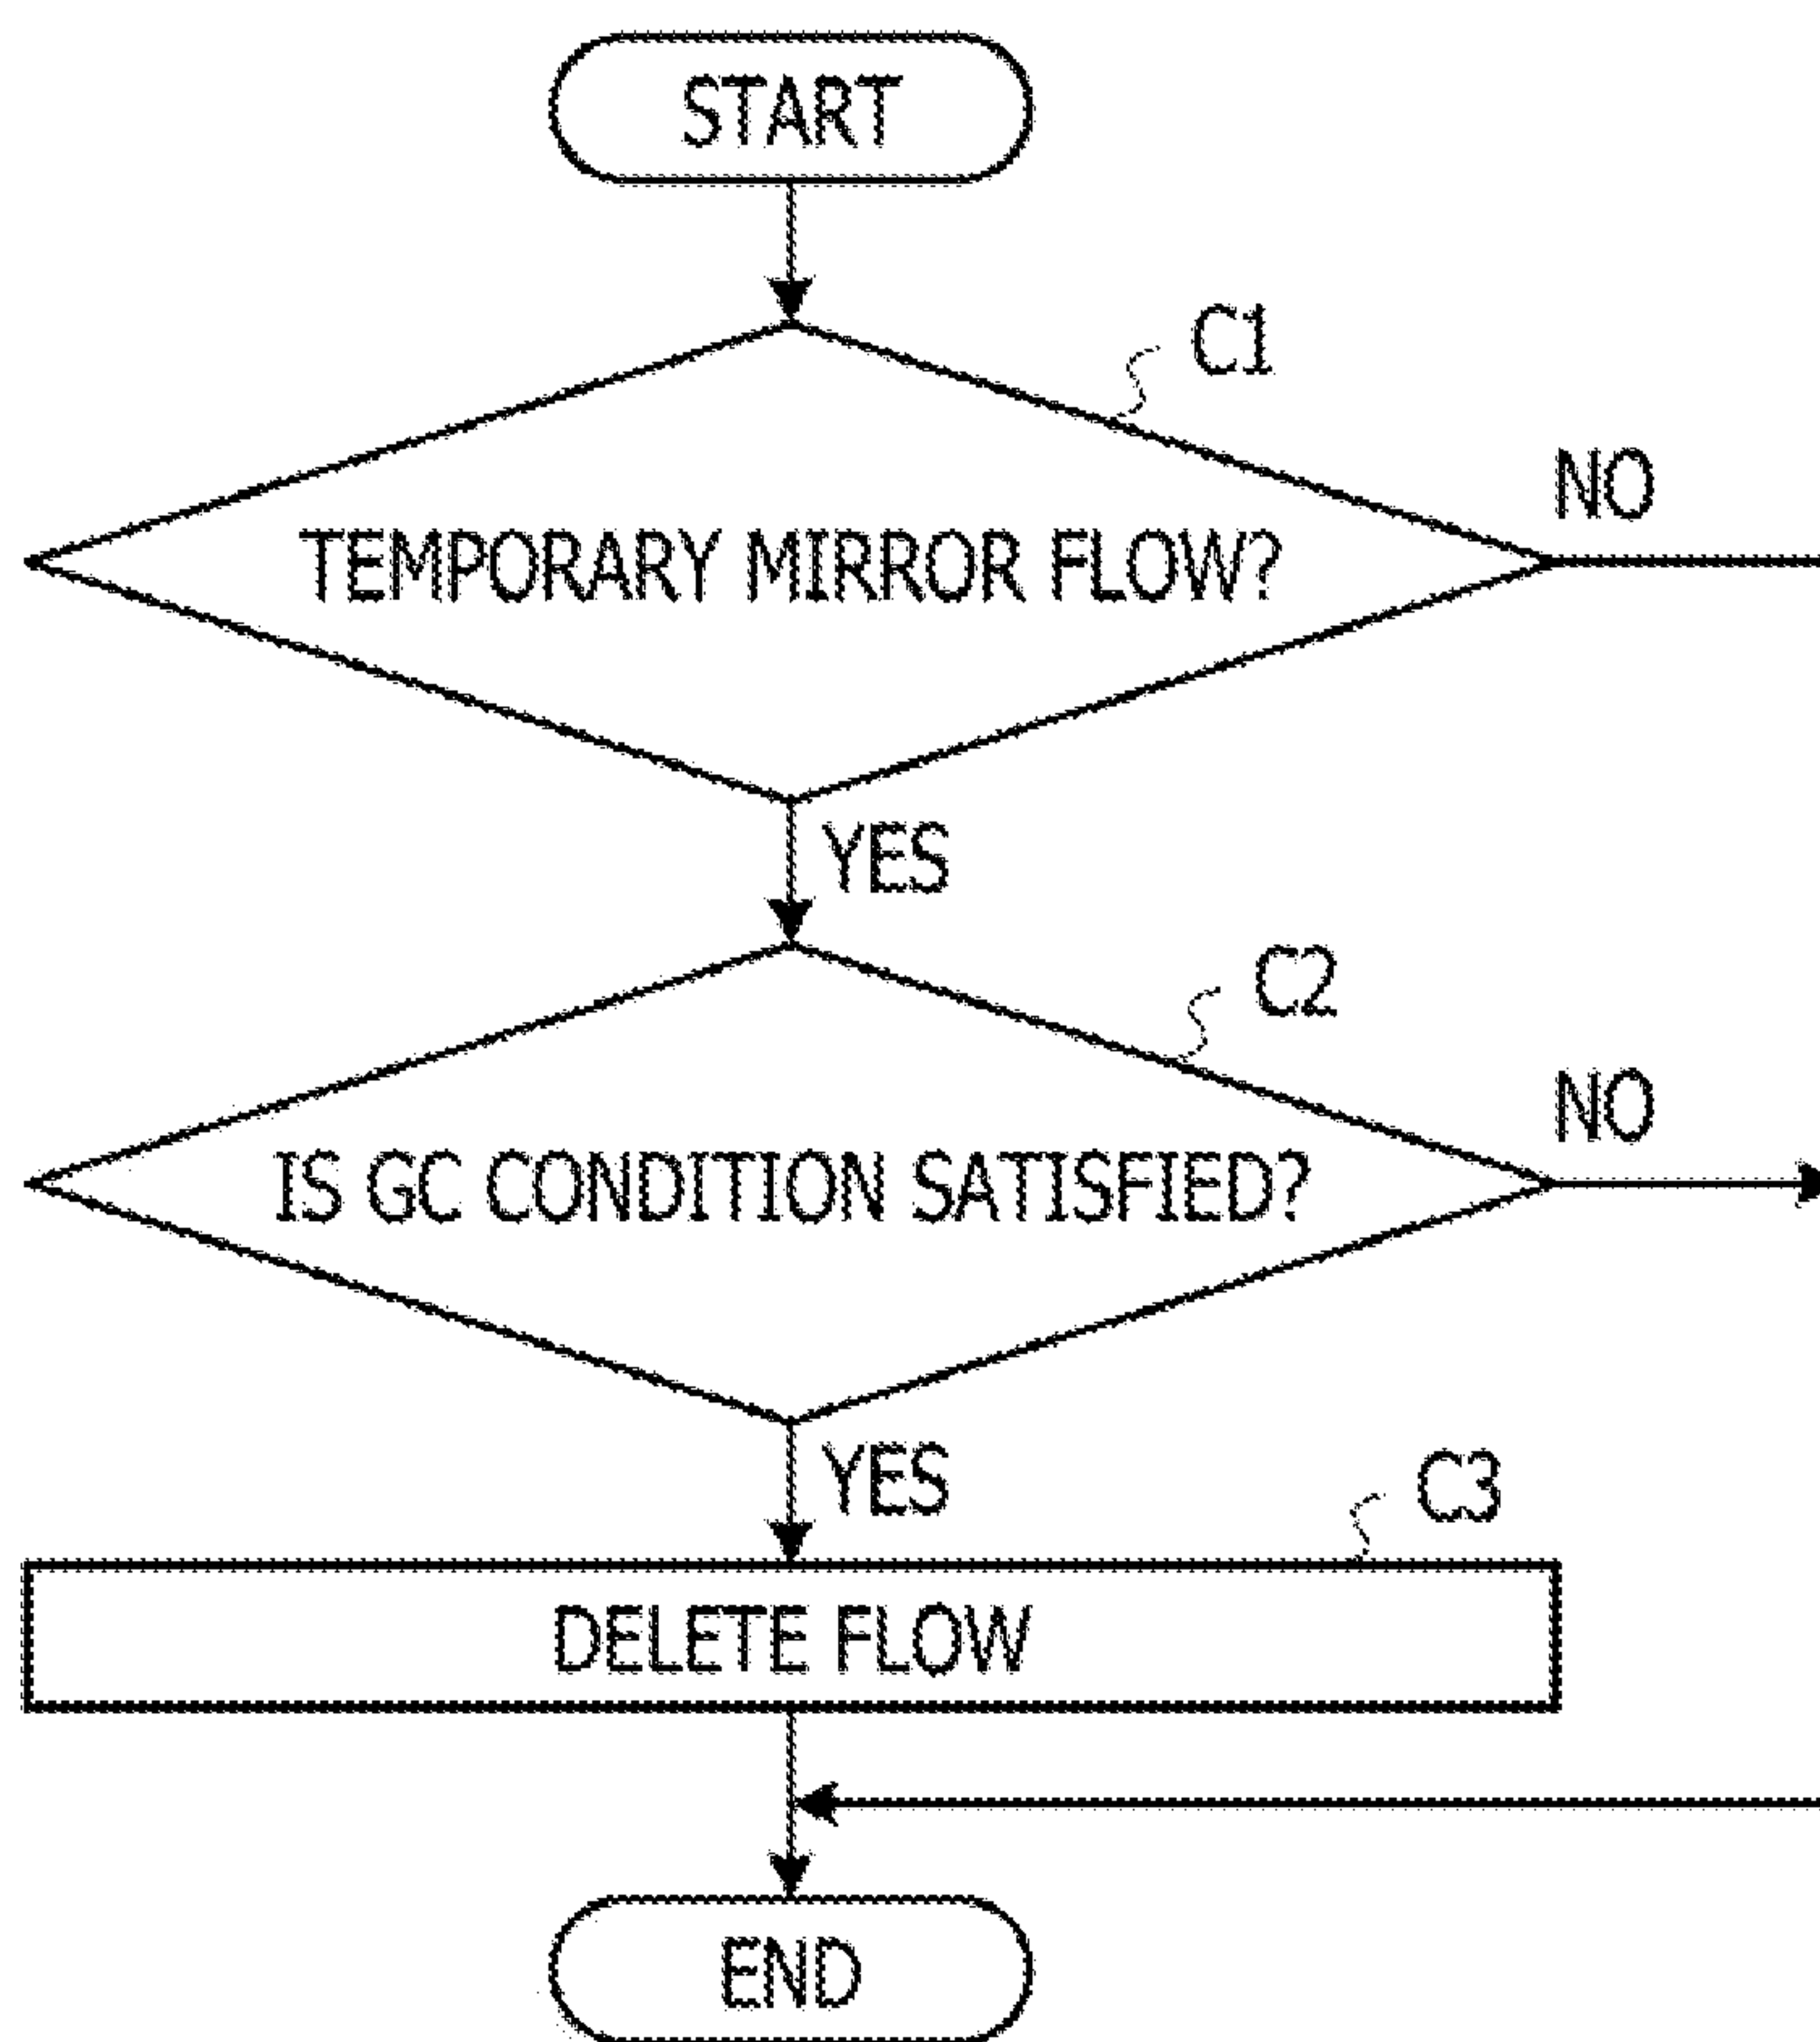 START
C1
NO
TEMPORARY MIRROR FLOW?
YES
C2
NO
IS GC CONDITION SATISFIED?
YES
C3
DELETE FLOW
END